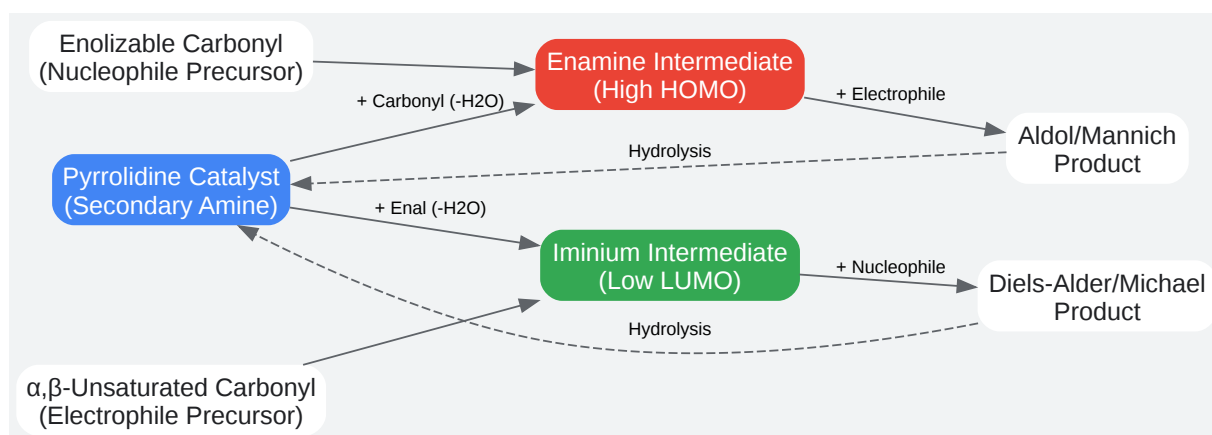 Enolizable Carbonyl
(Nucleophile Precursor)
Enamine Intermediate
(High HOMO)
+ Carbonyl (-H2O)
+ Electrophile
Aldol/Mannich
Product
Hydrolysis
Pyrrolidine Catalyst
(Secondary Amine)
+ Enal (-H2O)
Iminium Intermediate
(Low LUMO)
+ Nucleophile
Diels-Alder/Michael
Product
Hydrolysis
α,β-Unsaturated Carbonyl
(Electrophile Precursor)